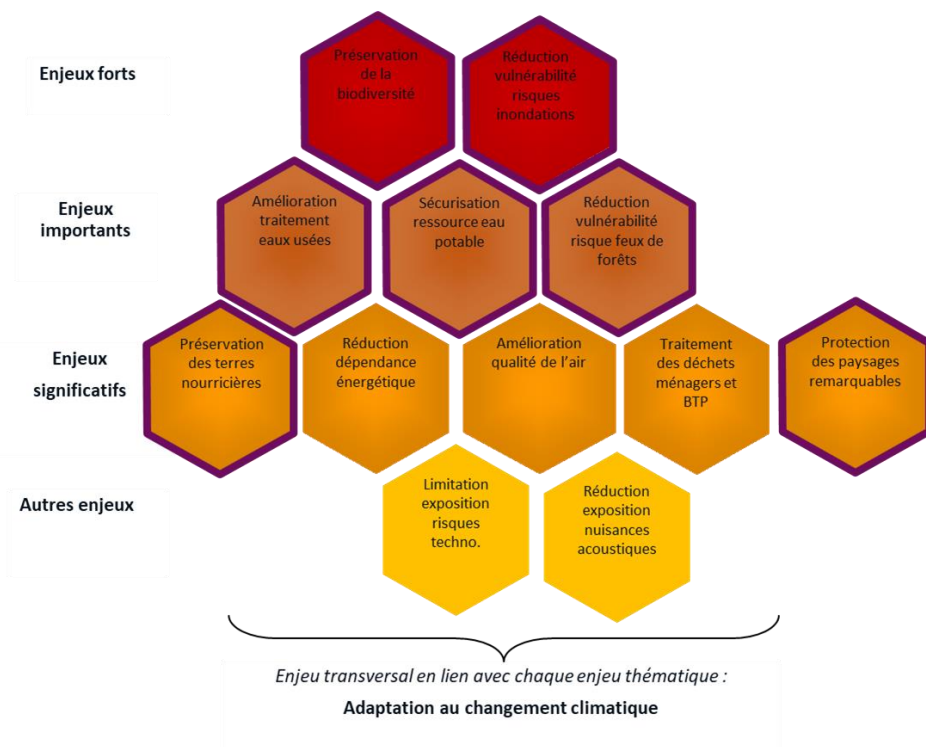 Enjeux forts
Préservation
de la
biodiversité
Réduction
vulnérabilité
risques
inondations
Enjeux
importants
Amélioration
traitement
eaux usées
Sécurisation
ressource eau
potable
Réduction
vulnérabilité
risque feux de
forêts
Enjeux
significatifs
Préservation
des terres
nourricières
Réduction
dépendance
énergétique
Amélioration
qualité de l'air
Traitement
des déchets
ménagers et
BTP
Protection
des paysages
remarquables
Autres enjeux
Limitation
exposition
risques
techno.
Réduction
exposition
nuisances
acoustiques
Enjeu transversal en lien avec chaque enjeu thématique :
Adaptation au changement climatique